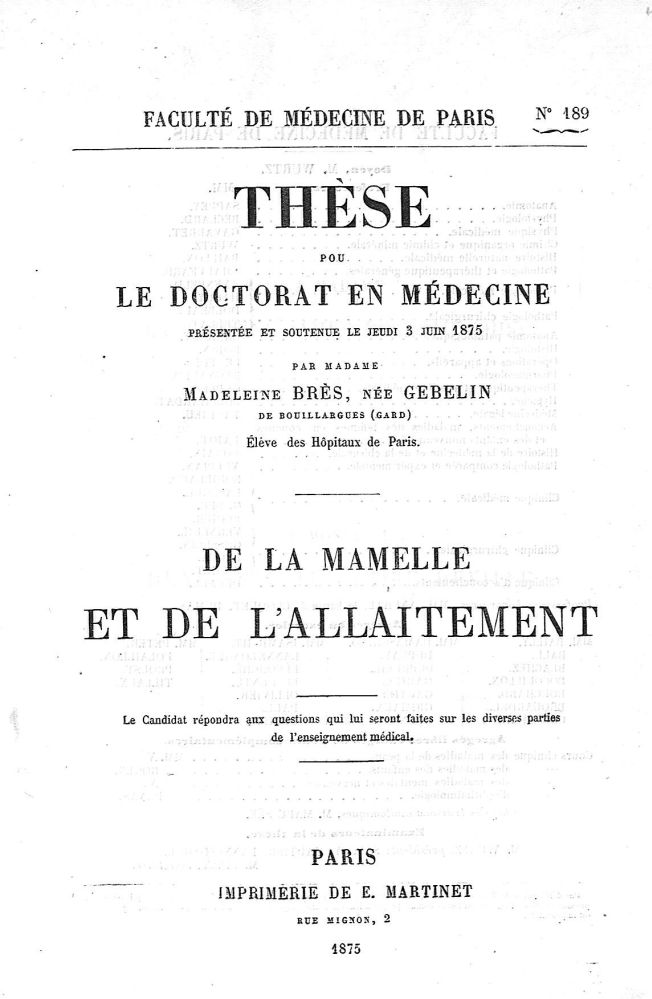 FACULTÉ DE MÉDECINE DE PARIS
N° 189
THÈSE
POU
LE DOCTORAT EN MÉDECINE
PRÉSENTÉE ET SOUTENUE LE JEUDI 3 JUIN 1875
PAR MADAME
MADELEINE BRÈS, NÉE GEBELIN
DE BOUILLARGUES (GARD)
Élève des Hôpitaux de Paris.
DE LA MAMELLE
ET DE L'ALLAITEMENT
Le Candidat répondra aux questions qui lui seront faites sur les diverses parties
de l'enseignement médical.
PARIS
IMPRIMERIE DE E. MARTINET
RUE MIGNON, 2
1875